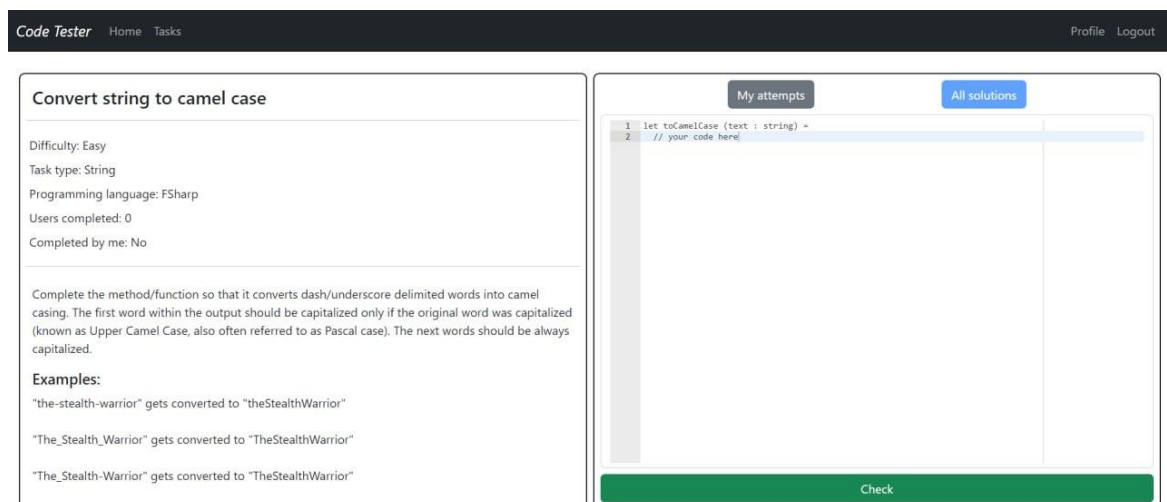 Code Tester Home Tasks Profile Logout
Convert string to camel case
Difficulty: Easy
Task type: String
Programming language: FSharp
Users completed: 0
Completed by me: No
Complete the method/function so that it converts dash/underscore delimited words into camel
casing. The first word within the output should be capitalized only if the original word was capitalized
(known as Upper Camel Case, also often referred to as Pascal case). The next words should be always
capitalized.
Examples:
"the-stealth-warrior" gets converted to "theStealthWarrior"
"The_Stealth_Warrior" gets converted to "TheStealthWarrior"
"The_Stealth-Warrior" gets converted to "TheStealthWarrior"
My attempts All solutions
1 let toCamelCase (text : string) =
2 // your code here
Check